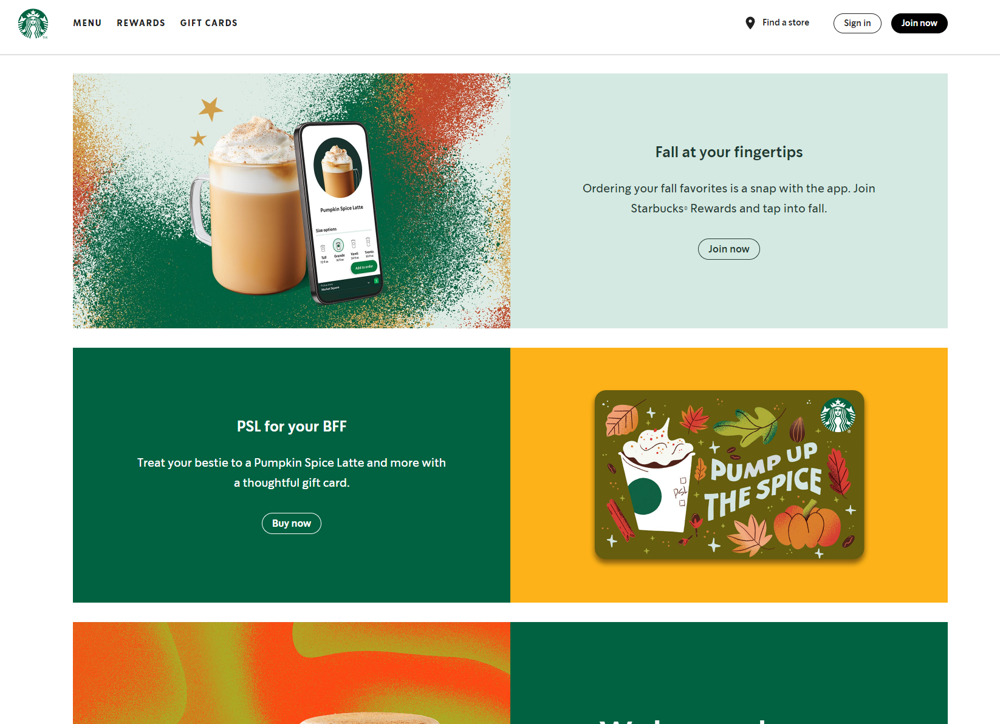 MENU
REWARDS
GIFT CARDS
Find a store
Sign in
Join now
TM
Pumpkin Spice Latte
Size options
Tall
Grande
Venti
Trenta
12 fl oz
16 fl oz
24 fl oz
30 fl oz
Add to order
Pickup store
Market Square
1
Fall at your fingertips
Ordering your fall favorites is a snap with the app. Join
Starbucks® Rewards and tap into fall.
Join now
PSL for your BFF
Treat your bestie to a Pumpkin Spice Latte and more with
a thoughtful gift card.
Buy now
PSL
PUMP UP
THE SPICE
®